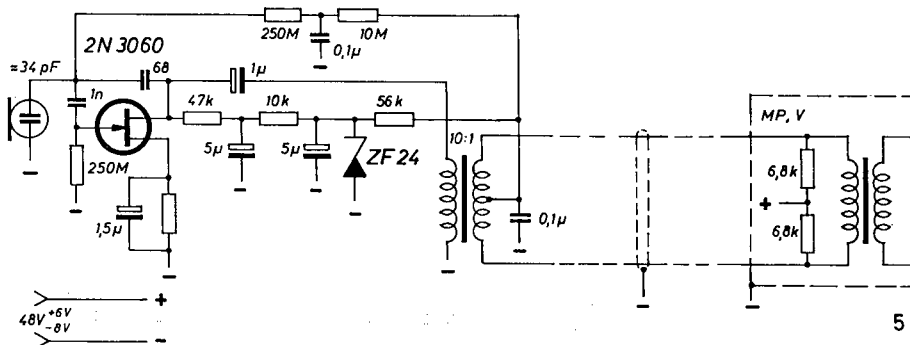 250M
10M
0,1µ
2N 3060
≈34 pF
68
1µ
1n
47k
10k
56k
250M
5µ
5µ
ZF 24
10:1
0,1µ
1,5µ
MP, V
6,8k
+
6,8k
48V +6V -8V
+
−
5